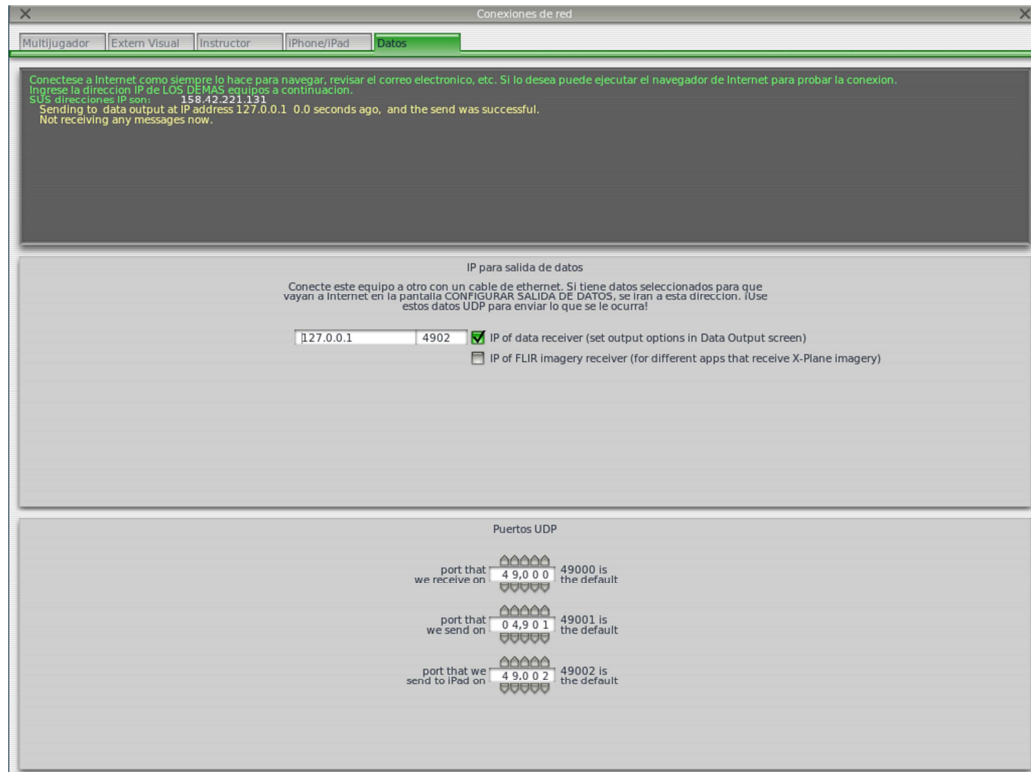 Conexiones de red
Multijugador Extern Visual Instructor iPhone/iPad Datos
Conectese a Internet como siempre lo hace para navegar, revisar el correo electronico, etc. Si lo desea puede ejecutar el navegador de Internet para probar la conexion.
Ingrese la direccion IP de LOS DEMAS equipos a continuacion.
SUS direcciones IP son: 158.42.221.131
Sending to data output at IP address 127.0.0.1 0.0 seconds ago, and the send was successful.
Not receiving any messages now.
IP para salida de datos
Conecte este equipo a otro con un cable de ethernet. Si tiene datos seleccionados para que
vayan a Internet en la pantalla CONFIGURAR SALIDA DE DATOS, se iran a esta direccion. ¡Use
estos datos UDP para enviar lo que se le ocurra!
127.0.0.1 4902 IP of data receiver (set output options in Data Output screen)
IP of FLIR imagery receiver (for different apps that receive X-Plane imagery)
Puertos UDP
port that
we receive on
4 9,0 0 0
49000 is
the default
port that
we send on
0 4,9 0 1
49001 is
the default
port that we
send to iPad on
4 9,0 0 2
49002 is
the default